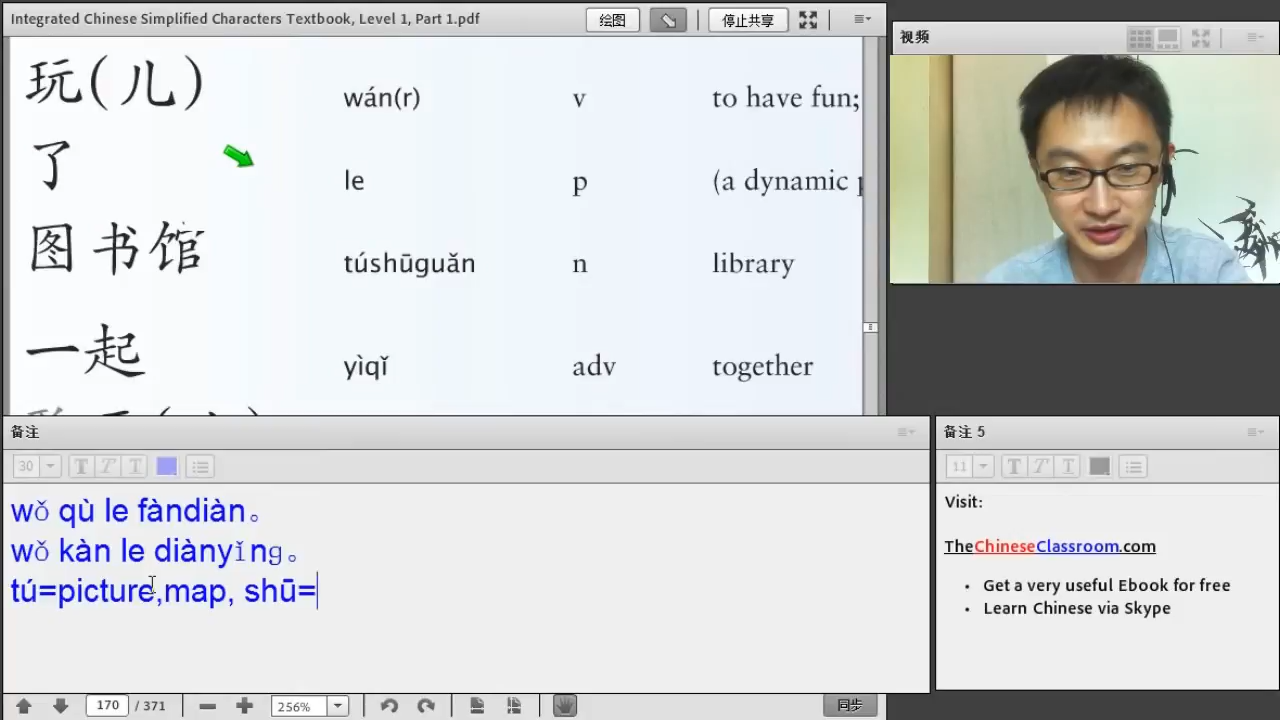 Integrated Chinese Simplified Characters Textbook, Level 1, Part 1.pdf
绘图
停止共享
视频
玩(儿) wán(r) v to have fun;
了 le p (a dynamic
图书馆 túshūguǎn n library
一起 yìqǐ adv together
备注
30 T T T
wǒ qù le fàndiàn。
wǒ kàn le diànyǐng。
tú=picture,map, shū=
备注 5
11 T T T
Visit:
TheChineseClassroom.com
• Get a very useful Ebook for free
• Learn Chinese via Skype
170 / 371
256%
同步